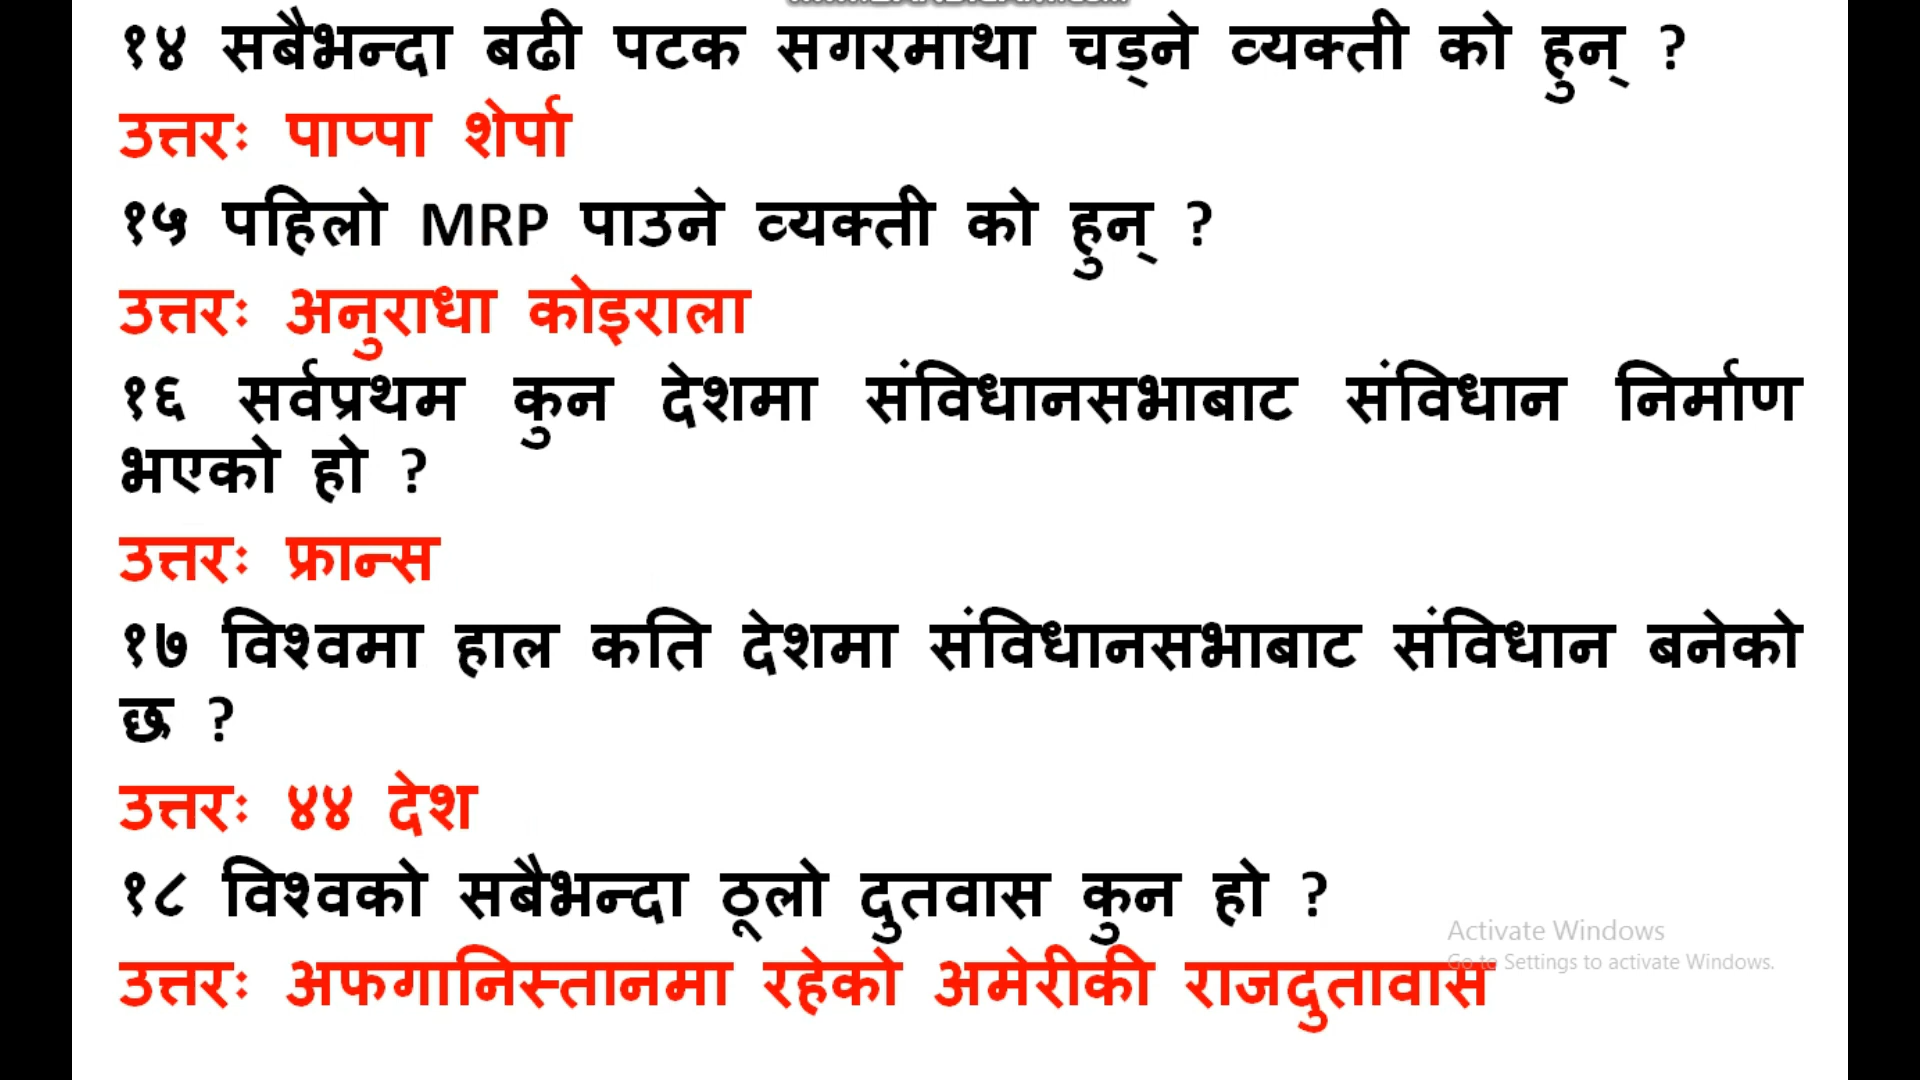 १४ सबैभन्दा बढी पटक सगरमाथा चड्ने व्यक्ती को हुन् ?
उत्तरः पाप्पा शेर्पा
१५ पहिलो MRP पाउने व्यक्ती को हुन् ?
उत्तरः अनुराधा कोइराला
१६ सर्वप्रथम कुन देशमा संविधानसभाबाट संविधान निर्माण
भएको हो ?
उत्तरः फ्रान्स
१७ विश्वमा हाल कति देशमा संविधानसभाबाट संविधान बनेको
छ ?
उत्तरः ४४ देश
१८ विश्वको सबैभन्दा ठूलो दुतवास कुन हो ?
Activate Windows
Go to Settings to activate Windows.
उत्तरः अफगानिस्तानमा रहेको अमेरीकी राजदुतावास